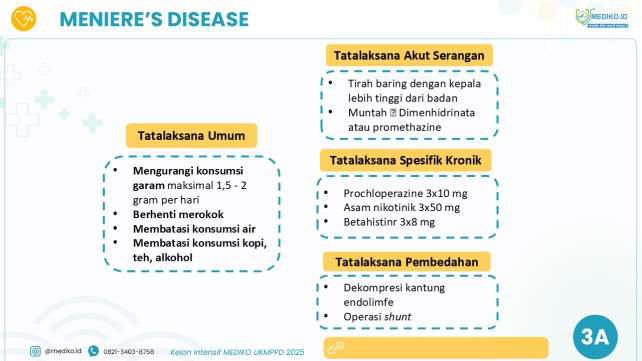 MENIERE'S DISEASE
MEDIKO.ID
Tatalaksana Umum
• Mengurangi konsumsi
garam maksimal 1,5 - 2
gram per hari
• Berhenti merokok
• Membatasi konsumsi air
• Membatasi konsumsi kopi,
teh, alkohol
Tatalaksana Akut Serangan
• Tirah baring dengan kepala
lebih tinggi dari badan
• Muntah Dimenhidrinata
atau promethazine
Tatalaksana Spesifik Kronik
• Prochloperazine 3x10 mg
• Asam nikotinik 3x50 mg
• Betahistinr 3x8 mg
Tatalaksana Pembedahan
• Dekompresi kantung
endolimfe
• Operasi shunt
3A
@mediko.id
0821-3403-8758
Kelon Intensif MEDIKO UKMPPD 2025